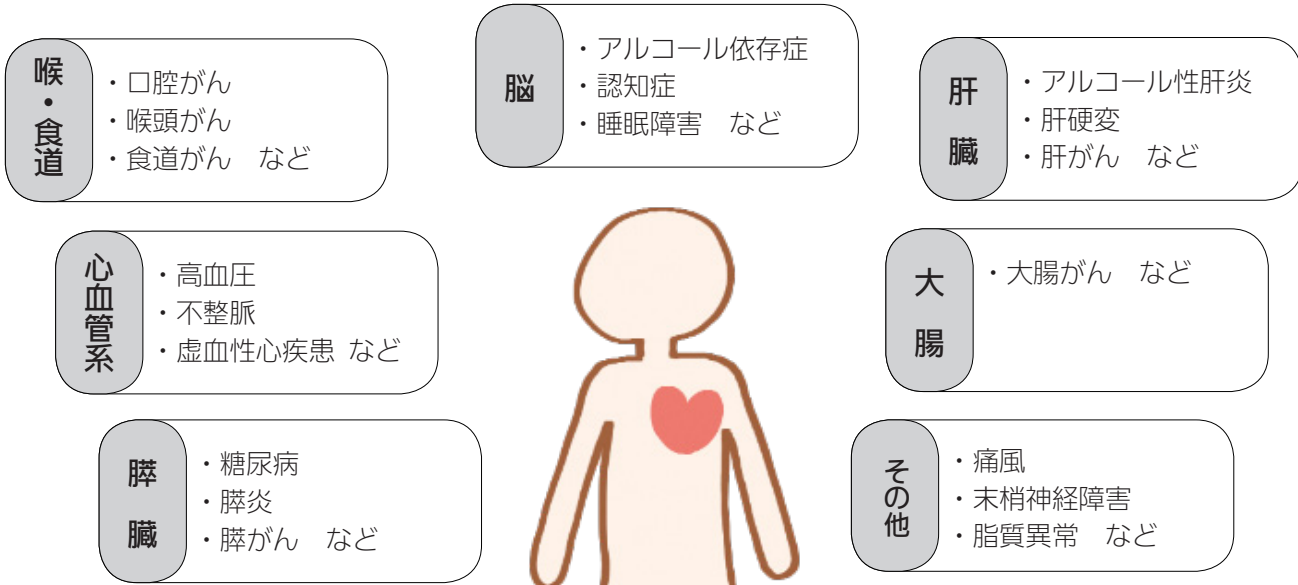 喉・食道
・口腔がん
・喉頭がん
・食道がん　など
脳
・アルコール依存症
・認知症
・睡眠障害　など
肝臓
・アルコール性肝炎
・肝硬変
・肝がん　など
心血管系
・高血圧
・不整脈
・虚血性心疾患 など
大腸
・大腸がん　など
膵臓
・糖尿病
・膵炎
・膵がん　など
その他
・痛風
・末梢神経障害
・脂質異常　など